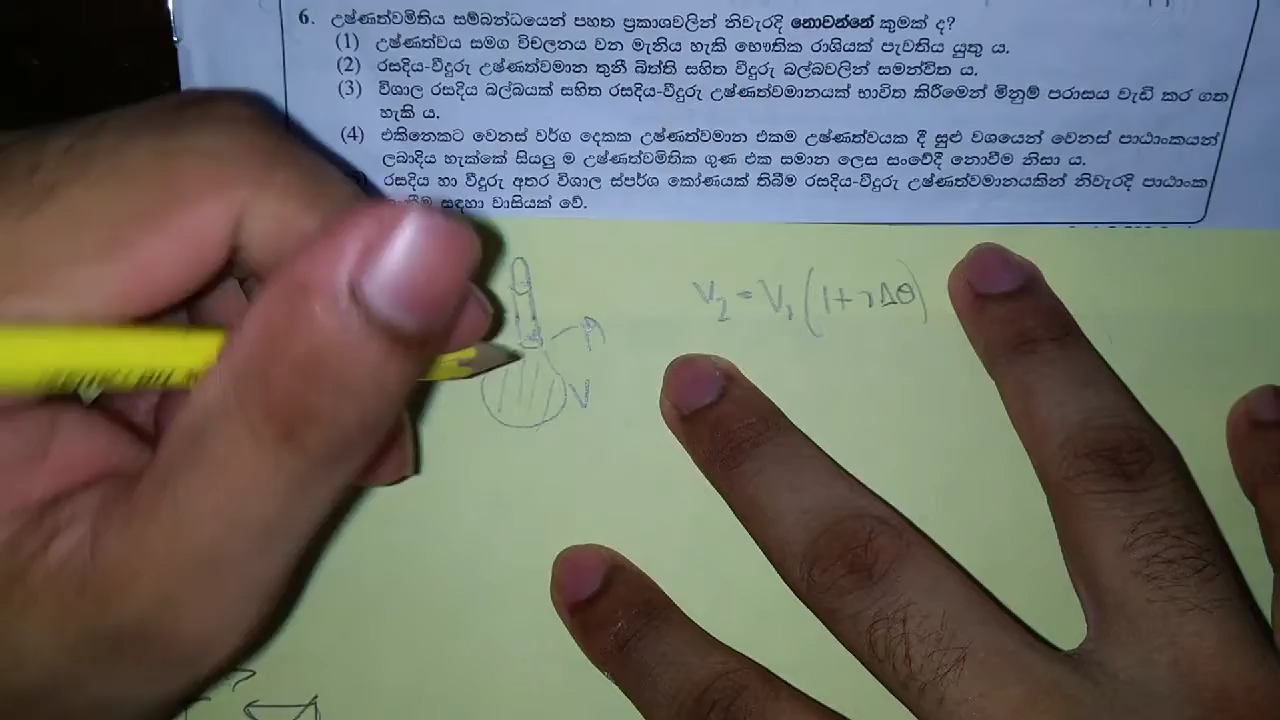 6. උෂ්ණත්වමිතිය සම්බන්ධයෙන් පහත ප්‍රකාශවලින් නිවැරදි නොවන්නේ කුමක් ද?
(1) උෂ්ණත්වය සමග විචලනය වන මැනිය හැකි භෞතික රාශියක් පැවතිය යුතු ය.
(2) රසදිය-වීදුරු උෂ්ණත්වමාන තුනී බිත්ති සහිත වීදුරු බල්බවලින් සමන්විත ය.
(3) විශාල රසදිය බල්බයක් සහිත රසදිය-වීදුරු උෂ්ණත්වමානයක් භාවිත කිරීමෙන් මිනුම් පරාසය වැඩි කර ගත
හැකි ය.
(4) එකිනෙකට වෙනස් වර්ග දෙකක උෂ්ණත්වමාන එකම උෂ්ණත්වයක දී සුළු වශයෙන් වෙනස් පාඨාංකයන්
ලබාදිය හැක්කේ සියලු ම උෂ්ණත්වමිතික ගුණ එක සමාන ලෙස සංවේදී නොවීම නිසා ය.
රසදිය හා වීදුරු අතර විශාල ස්පර්ශ කෝණයක් තිබීම රසදිය-වීදුරු උෂ්ණත්වමානයකින් නිවැරදි පාඨාංක
සඳහා වාසියක් වේ.
V₂ = V₁ (1+γΔθ)
A
V